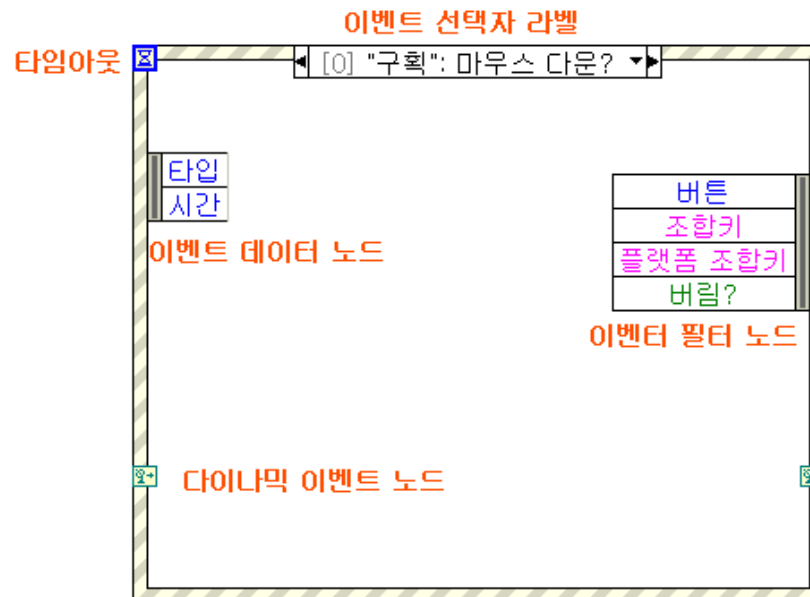 이벤트 선택자 라벨
타임아웃
[0] "구획": 마우스 다운?
타입
시간
이벤트 데이터 노드
버튼
조합키
플랫폼 조합키
버림?
이벤터 필터 노드
다이나믹 이벤트 노드